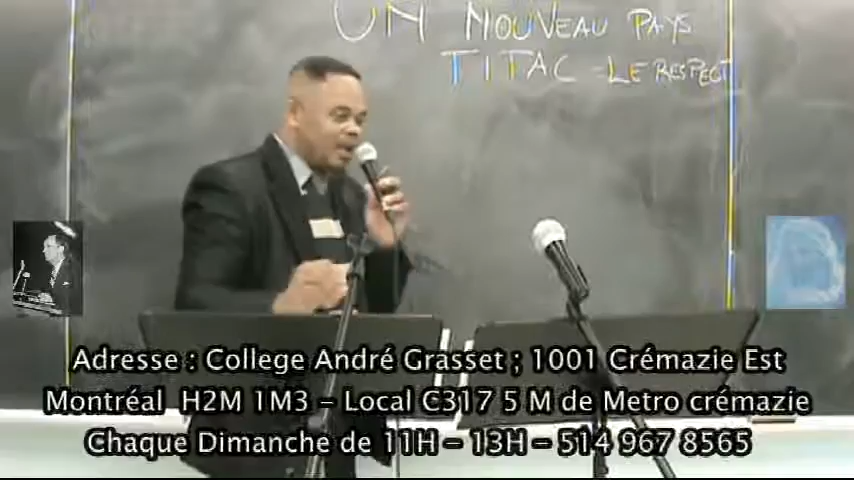 UN NOUVEAU PAYS
TITAC - LE RESPECT
Adresse : College André Grasset ; 1001 Crémazie Est
Montréal H2M 1M3 – Local C317 5 M de Metro crémazie
Chaque Dimanche de 11H – 13H – 514 967 8565